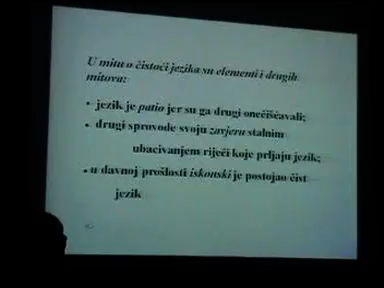 U mitu o čistoći jezika su elementi i drugih
mitova:
• jezik je patio jer su ga drugi onečišćavali;
• drugi sprovode svoju zavjeru stalnim
ubacivanjem riječi koje prljaju jezik;
• u davnoj prošlosti iskonski je postojao čist
jezik